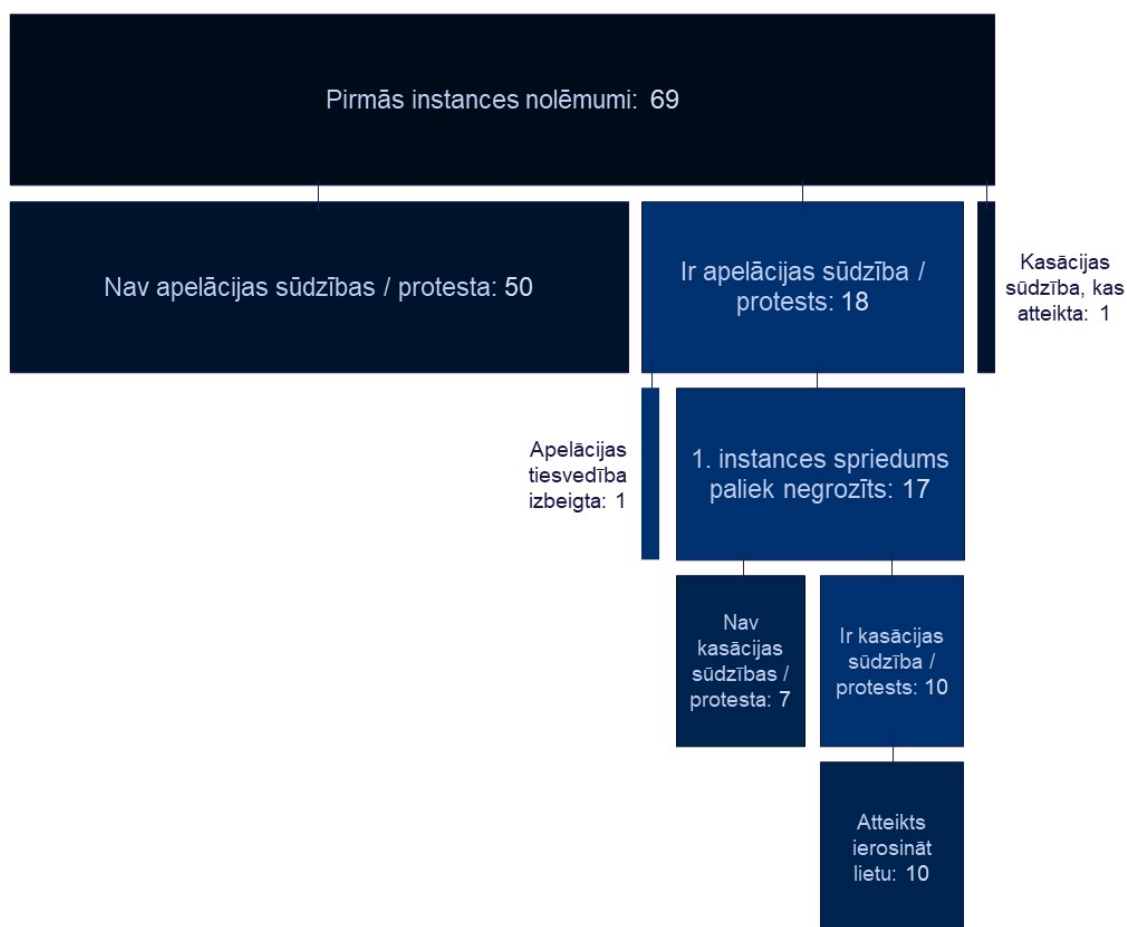 Pirmās instances nolēmumi: 69
Nav apelācijas sūdzības / protesta: 50
Ir apelācijas sūdzība /
protests: 18
Kasācijas
sūdzība, kas
atteikta: 1
Apelācijas
tiesvedība
izbeigta: 1
1. instances spriedums
paliek negrozīts: 17
Nav
kasācijas
sūdzības /
protesta: 7
Ir kasācijas
sūdzība /
protests: 10
Atteikts
ierosināt
lietu: 10